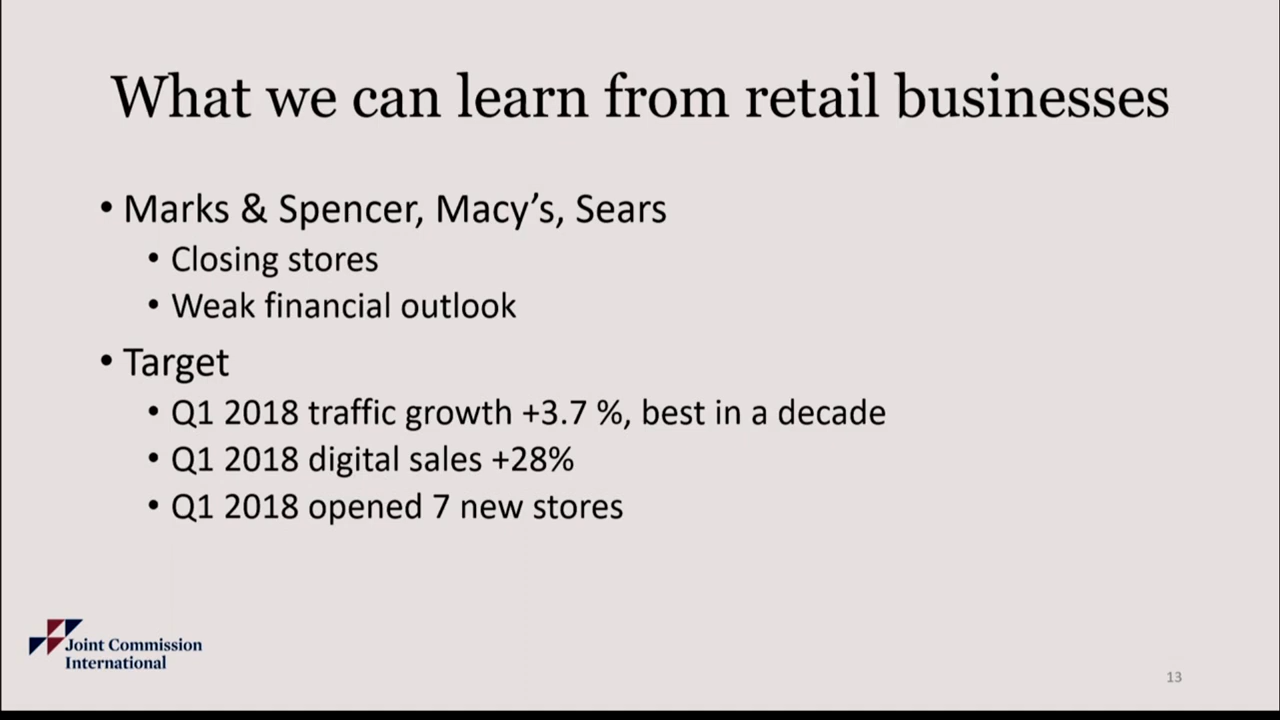 What we can learn from retail businesses
• Marks & Spencer, Macy’s, Sears
• Closing stores
• Weak financial outlook
• Target
• Q1 2018 traffic growth +3.7 %, best in a decade
• Q1 2018 digital sales +28%
• Q1 2018 opened 7 new stores
Joint Commission
International
13